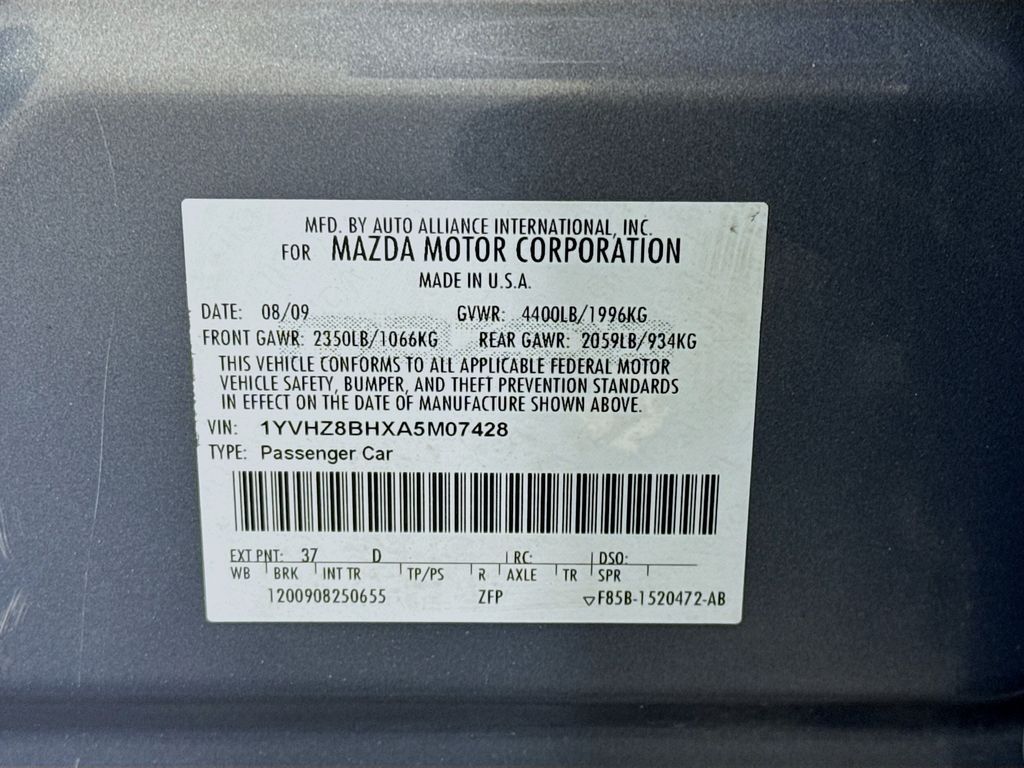 MFD. BY AUTO ALLIANCE INTERNATIONAL, INC.
FOR MAZDA MOTOR CORPORATION
MADE IN U.S.A.
DATE: 08/09 GVWR: 4400LB/1996KG
FRONT GAWR: 2350LB/1066KG REAR GAWR: 2059LB/934KG
THIS VEHICLE CONFORMS TO ALL APPLICABLE FEDERAL MOTOR
VEHICLE SAFETY, BUMPER, AND THEFT PREVENTION STANDARDS
IN EFFECT ON THE DATE OF MANUFACTURE SHOWN ABOVE.
VIN: 1YVHZ8BHXA5M07428
TYPE: Passenger Car
EXT PNT: 37 D RC: DSO:
WB BRK INT TR TP/PS R AXLE TR SPR
1200908250655 ZFP ▽F85B-1520472-AB